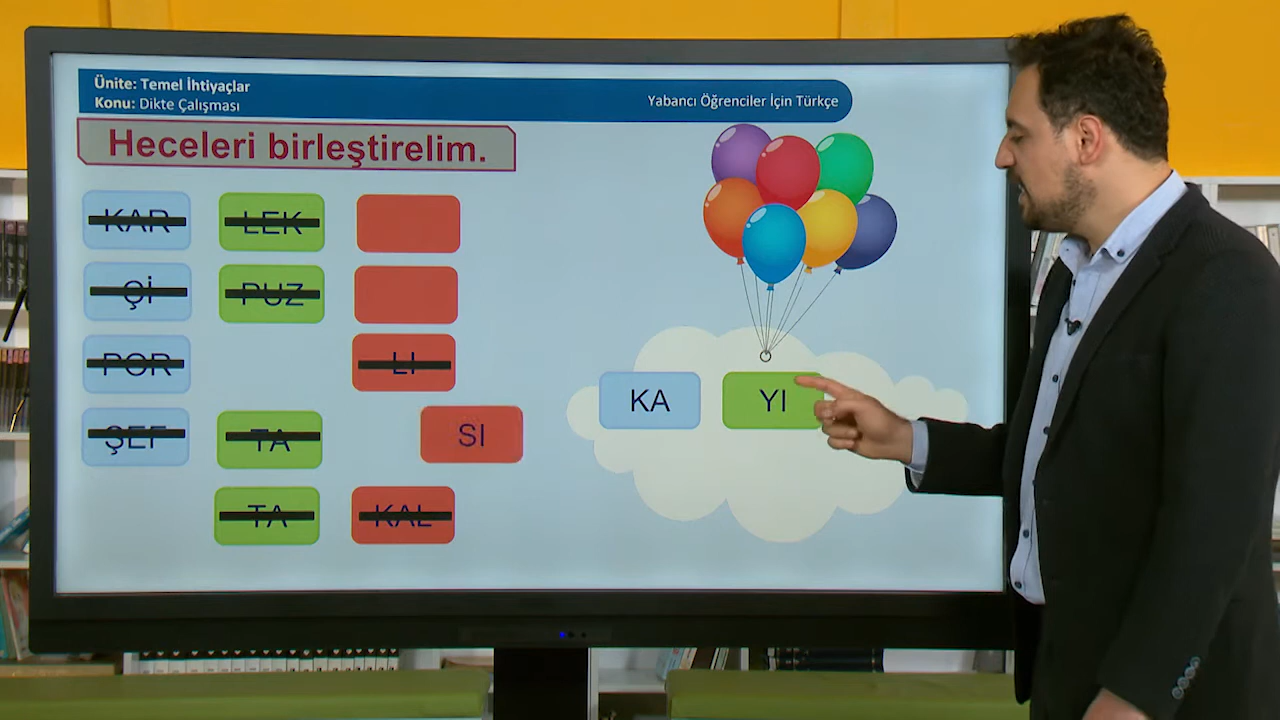 Ünite: Temel İhtiyaçlar
Konu: Dikte Çalışması
Yabancı Öğrenciler İçin Türkçe
Heceleri birleştirelim.
KAR LEK
Çİ PUZ
POR LI
ŞEF TA SI
TA KAL
KA YI